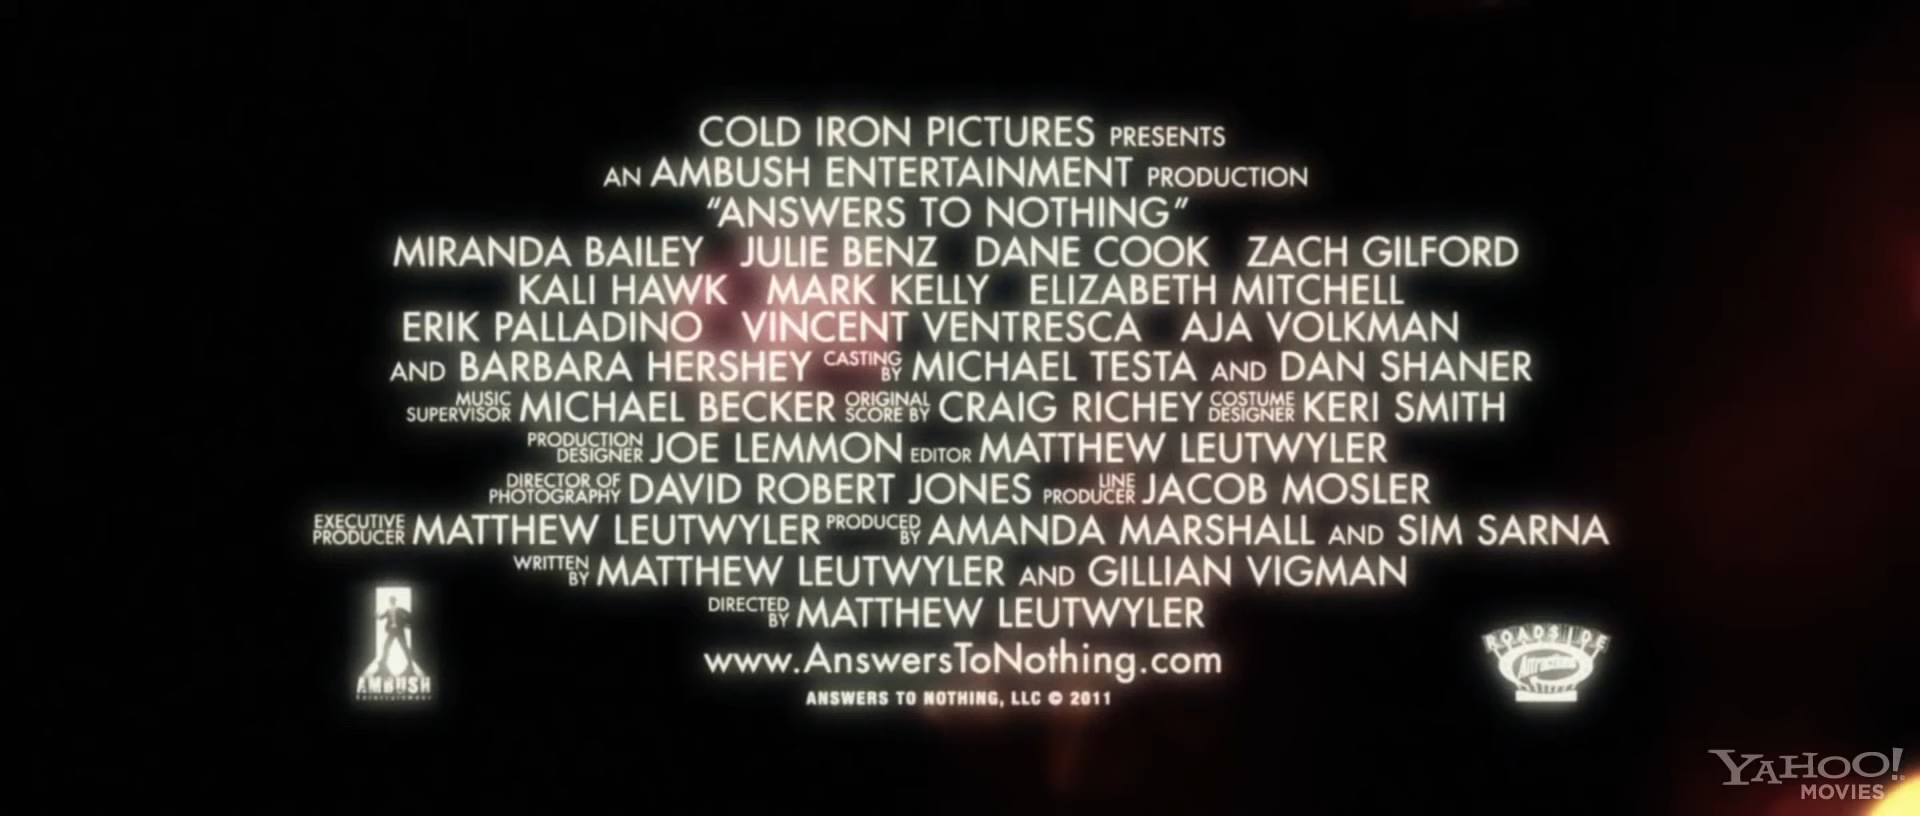 COLD IRON PICTURES PRESENTS
AN AMBUSH ENTERTAINMENT PRODUCTION
“ANSWERS TO NOTHING”
MIRANDA BAILEY JULIE BENZ DANE COOK ZACH GILFORD
KALI HAWK MARK KELLY ELIZABETH MITCHELL
ERIK PALLADINO VINCENT VENTRESCA AJA VOLKMAN
AND BARBARA HERSHEY CASTING BY MICHAEL TESTA AND DAN SHANER
MUSIC SUPERVISOR MICHAEL BECKER ORIGINAL SCORE BY CRAIG RICHEY COSTUME DESIGNER KERI SMITH
PRODUCTION DESIGNER JOE LEMMON EDITOR MATTHEW LEUTWYLER
DIRECTOR OF PHOTOGRAPHY DAVID ROBERT JONES LINE PRODUCER JACOB MOSLER
EXECUTIVE PRODUCER MATTHEW LEUTWYLER PRODUCED BY AMANDA MARSHALL AND SIM SARNA
WRITTEN BY MATTHEW LEUTWYLER AND GILLIAN VIGMAN
DIRECTED BY MATTHEW LEUTWYLER
www.AnswersToNothing.com
ANSWERS TO NOTHING, LLC © 2011
AMBUSH
Entertainment
ROADSIDE
Attractions
YAHOO!
MOVIES